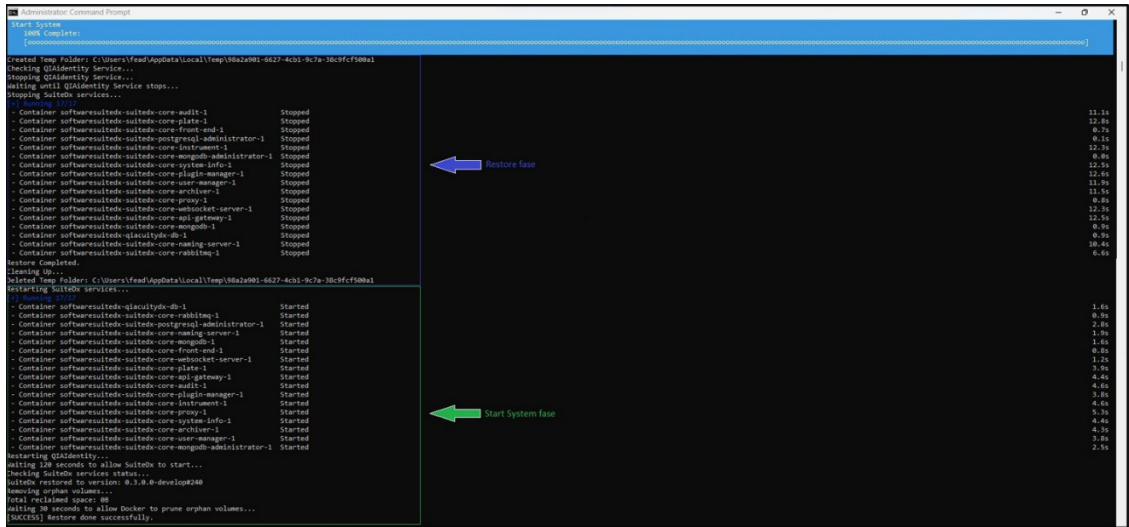 Administrator: Command Prompt
Start System
100% Complete:
[oooooooooooooooooooooooooooooooooooooooooooooooooooooooooooooooooooooooooooooooooooooooooooooooooooooooooooooooooooooooooooooooooooooooooooooooooooooooooooooooooooooooooooooooooooooooooooooooooooooooooooooooooooooooooooooooooooooooo]
Created Temp Folder: C:\Users\fead\AppData\Local\Temp\98a2a901-6627-4cb1-9c7a-38c9fcf500a1
Checking QIAidentity Service...
Stopping QIAidentity Service...
Waiting until QIAidentity Service stops...
Stopping SuiteDx services...
[+] Running 17/17
- Container softwaresuitedx-suitedx-core-audit-1 Stopped 11.1s
- Container softwaresuitedx-suitedx-core-plate-1 Stopped 12.8s
- Container softwaresuitedx-suitedx-core-front-end-1 Stopped 0.7s
- Container softwaresuitedx-suitedx-postgresql-administrator-1 Stopped 0.1s
- Container softwaresuitedx-suitedx-core-instrument-1 Stopped 12.3s
- Container softwaresuitedx-suitedx-core-mongodb-administrator-1 Stopped 0.0s
- Container softwaresuitedx-suitedx-core-system-info-1 Stopped 12.5s
- Container softwaresuitedx-suitedx-core-plugin-manager-1 Stopped 12.6s
- Container softwaresuitedx-suitedx-core-user-manager-1 Stopped 11.9s
- Container softwaresuitedx-suitedx-core-archiver-1 Stopped 11.5s
- Container softwaresuitedx-suitedx-core-proxy-1 Stopped 0.8s
- Container softwaresuitedx-suitedx-core-websocket-server-1 Stopped 12.3s
- Container softwaresuitedx-suitedx-core-api-gateway-1 Stopped 12.5s
- Container softwaresuitedx-suitedx-core-mongodb-1 Stopped 0.9s
- Container softwaresuitedx-qiacuitydx-db-1 Stopped 0.9s
- Container softwaresuitedx-suitedx-core-naming-server-1 Stopped 10.4s
- Container softwaresuitedx-suitedx-core-rabbitmq-1 Stopped 6.6s
Restore Completed.
Cleaning Up...
Deleted Temp Folder: C:\Users\fead\AppData\Local\Temp\98a2a901-6627-4cb1-9c7a-38c9fcf500a1
Restore fase
Restarting SuiteDx services...
[+] Running 17/17
- Container softwaresuitedx-qiacuitydx-db-1 Started 1.6s
- Container softwaresuitedx-suitedx-core-rabbitmq-1 Started 0.9s
- Container softwaresuitedx-suitedx-postgresql-administrator-1 Started 2.8s
- Container softwaresuitedx-suitedx-core-naming-server-1 Started 1.9s
- Container softwaresuitedx-suitedx-core-mongodb-1 Started 1.6s
- Container softwaresuitedx-suitedx-core-front-end-1 Started 0.8s
- Container softwaresuitedx-suitedx-core-websocket-server-1 Started 1.2s
- Container softwaresuitedx-suitedx-core-plate-1 Started 3.9s
- Container softwaresuitedx-suitedx-core-api-gateway-1 Started 4.4s
- Container softwaresuitedx-suitedx-core-audit-1 Started 4.6s
- Container softwaresuitedx-suitedx-core-plugin-manager-1 Started 3.8s
- Container softwaresuitedx-suitedx-core-instrument-1 Started 4.6s
- Container softwaresuitedx-suitedx-core-proxy-1 Started 5.3s
- Container softwaresuitedx-suitedx-core-system-info-1 Started 4.4s
- Container softwaresuitedx-suitedx-core-archiver-1 Started 4.3s
- Container softwaresuitedx-suitedx-core-user-manager-1 Started 3.8s
- Container softwaresuitedx-suitedx-core-mongodb-administrator-1 Started 2.5s
Start System fase
Restarting QIAIdentity...
Waiting 120 seconds to allow SuiteDx to start...
Checking SuiteDx services status...
SuiteDx restored to version: 0.3.0.0-develop#240
Removing orphan volumes...
Total reclaimed space: 0B
Waiting 30 seconds to allow Docker to prune orphan volumes...
[SUCCESS] Restore done successfully.